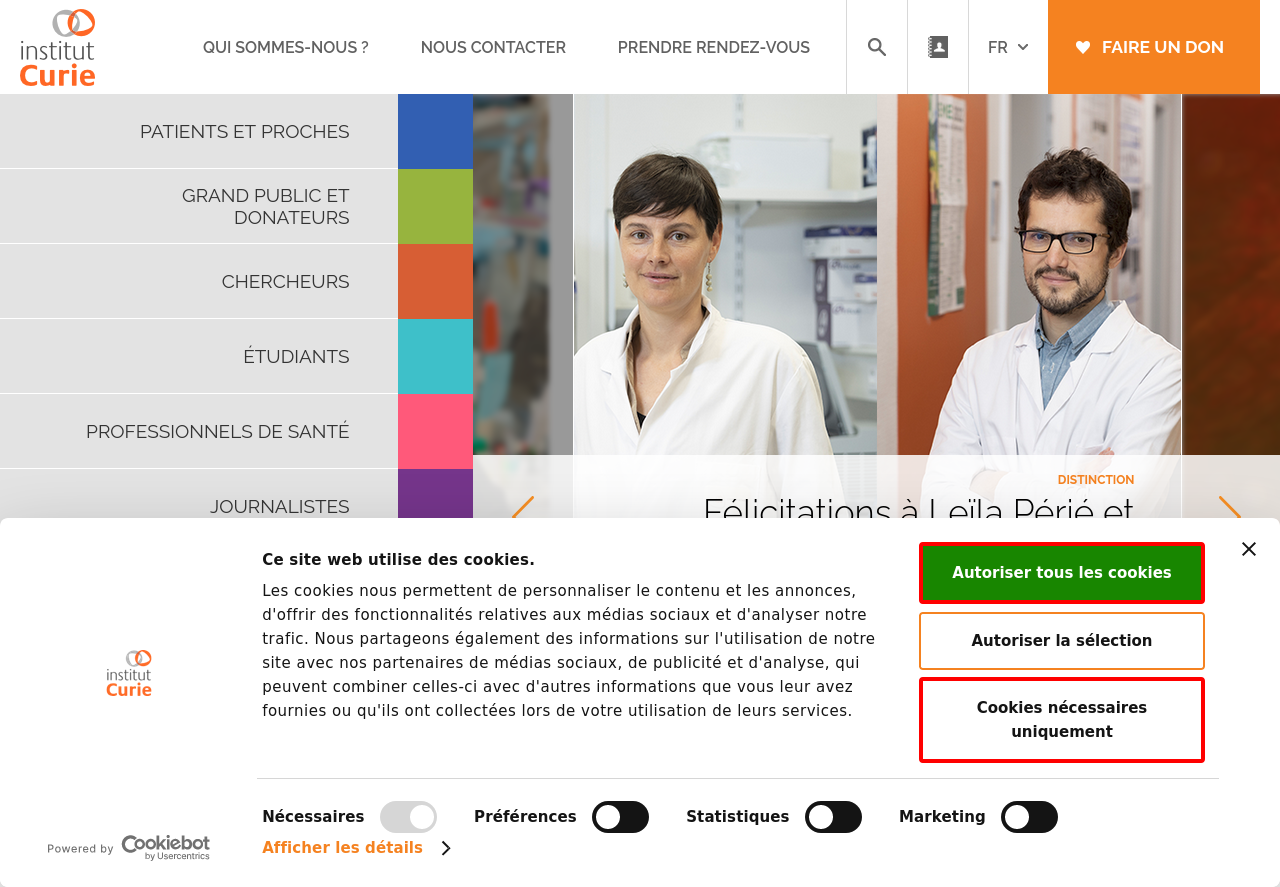 institut
Curie
QUI SOMMES-NOUS ?
NOUS CONTACTER
PRENDRE RENDEZ-VOUS
FR
FAIRE UN DON
PATIENTS ET PROCHES
GRAND PUBLIC ET
DONATEURS
CHERCHEURS
ÉTUDIANTS
PROFESSIONNELS DE SANTÉ
JOURNALISTES
DISTINCTION
Félicitations à Leïla Périé et
Ce site web utilise des cookies.
Les cookies nous permettent de personnaliser le contenu et les annonces,
d'offrir des fonctionnalités relatives aux médias sociaux et d'analyser notre
trafic. Nous partageons également des informations sur l'utilisation de notre
site avec nos partenaires de médias sociaux, de publicité et d'analyse, qui
peuvent combiner celles-ci avec d'autres informations que vous leur avez
fournies ou qu'ils ont collectées lors de votre utilisation de leurs services.
Autoriser tous les cookies
Autoriser la sélection
Cookies nécessaires
uniquement
institut
Curie
Nécessaires
Préférences
Statistiques
Marketing
Afficher les détails
Powered by Cookiebot
by Usercentrics